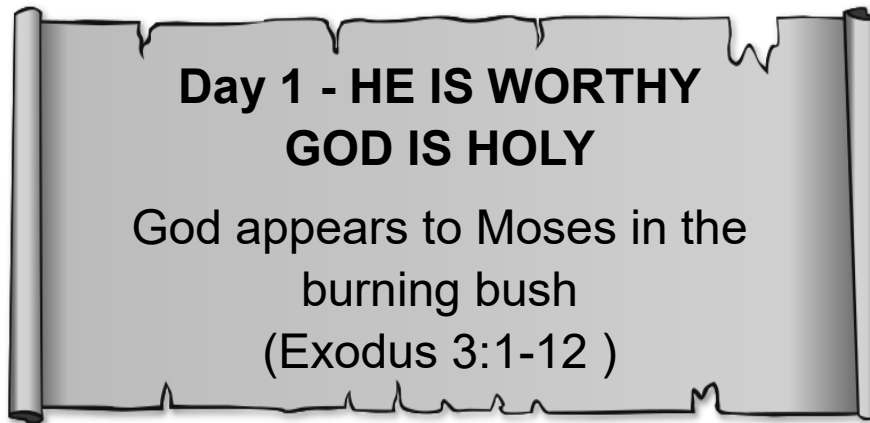 Day 1 - HE IS WORTHY
GOD IS HOLY
God appears to Moses in the
burning bush
(Exodus 3:1-12 )